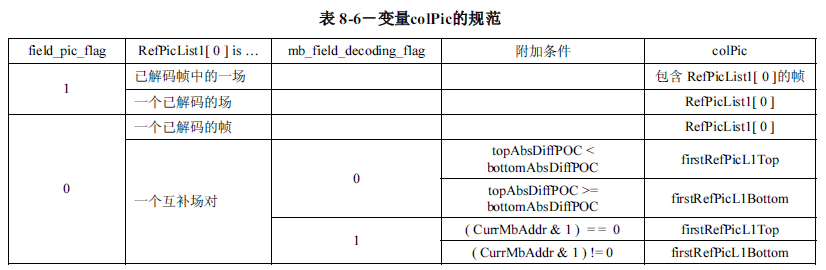 表 8-6－变量colPic的规范
field_pic_flag RefPicList1[ 0 ] is … mb_field_decoding_flag 附加条件 colPic
1 已解码帧中的一场 包含 RefPicList1[ 0 ]的帧
一个已解码的场 RefPicList1[ 0 ]
0 一个已解码的帧 RefPicList1[ 0 ]
一个互补场对 0 topAbsDiffPOC <
bottomAbsDiffPOC firstRefPicL1Top
topAbsDiffPOC >=
bottomAbsDiffPOC firstRefPicL1Bottom
1 ( CurrMbAddr & 1 ) == 0 firstRefPicL1Top
( CurrMbAddr & 1 ) != 0 firstRefPicL1Bottom